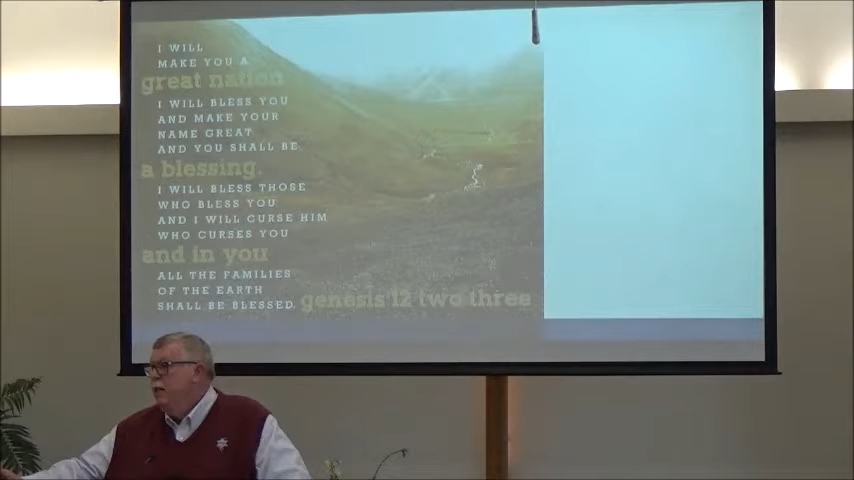 I WILL
MAKE YOU A
great nation
I WILL BLESS YOU
AND MAKE YOUR
NAME GREAT
AND YOU SHALL BE
a blessing.
I WILL BLESS THOSE
WHO BLESS YOU
AND I WILL CURSE HIM
WHO CURSES YOU
and in you
ALL THE FAMILIES
OF THE EARTH
SHALL BE BLESSED. genesis 12 two three